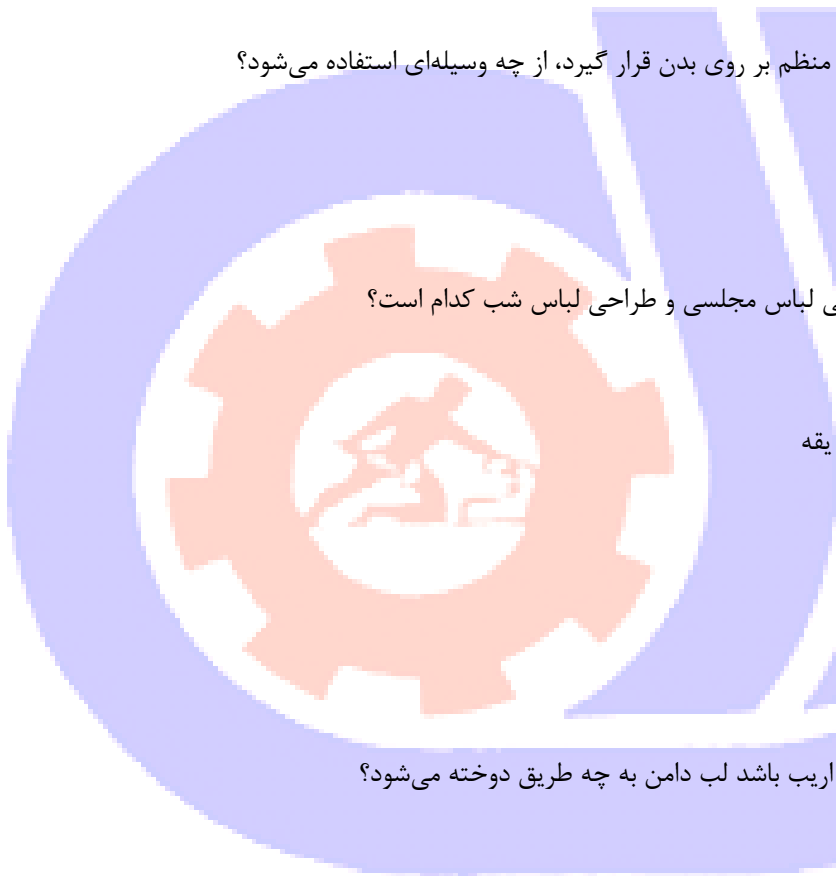 منظم بر روی بدن قرار گیرد، از چه وسیله‌ای استفاده می‌شود؟
لباس مجلسی و طراحی لباس شب کدام است؟
یقه
اریب باشد لب دامن به چه طریق دوخته می‌شود؟